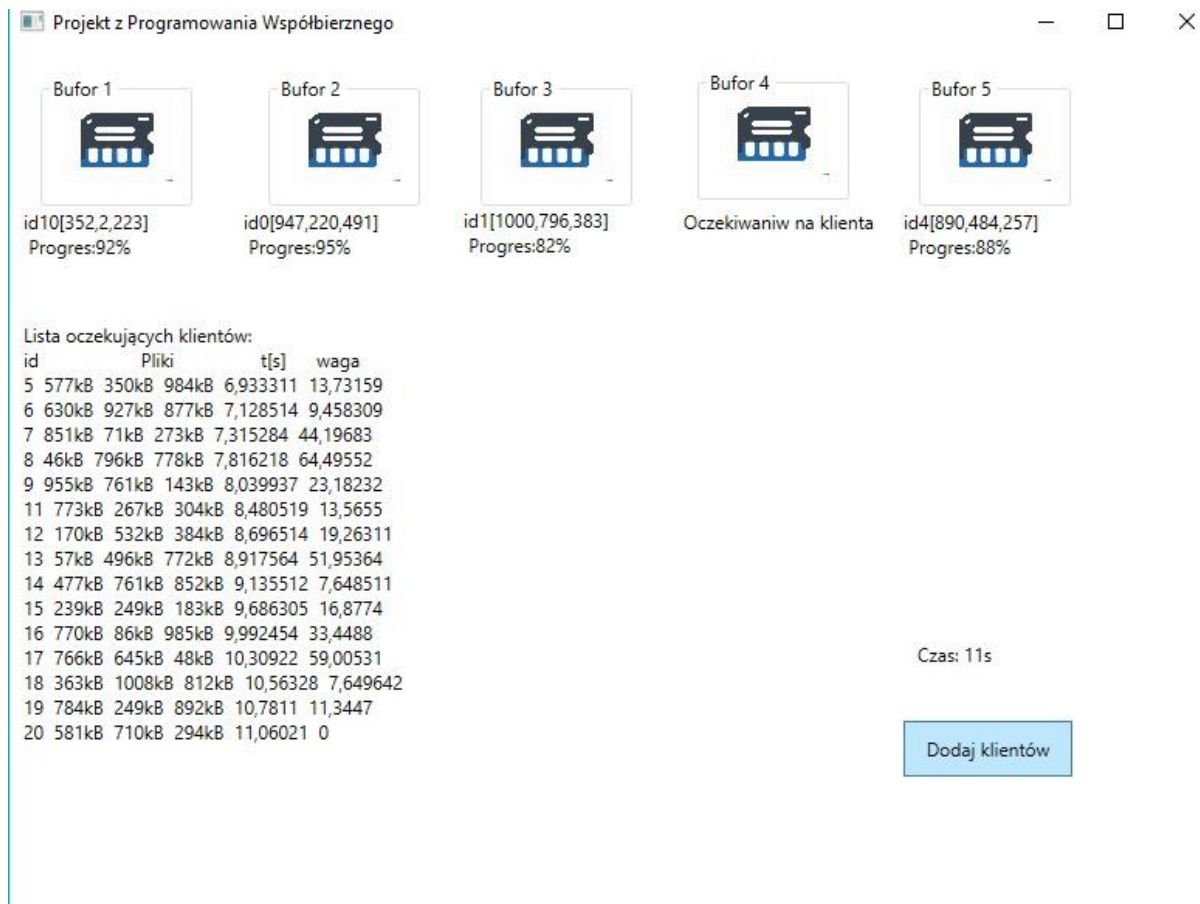 Projekt z Programowania Współbierznego
Bufor 1
Bufor 2
Bufor 3
Bufor 4
Bufor 5
id10[352,2,223]
Progres:92%
id0[947,220,491]
Progres:95%
id1[1000,796,383]
Progres:82%
Oczekiwaniw na klienta
id4[890,484,257]
Progres:88%
Lista oczekujących klientów:
id Pliki t[s] waga
5 577kB 350kB 984kB 6,933311 13,73159
6 630kB 927kB 877kB 7,128514 9,458309
7 851kB 71kB 273kB 7,315284 44,19683
8 46kB 796kB 778kB 7,816218 64,49552
9 955kB 761kB 143kB 8,039937 23,18232
11 773kB 267kB 304kB 8,480519 13,5655
12 170kB 532kB 384kB 8,696514 19,26311
13 57kB 496kB 772kB 8,917564 51,95364
14 477kB 761kB 852kB 9,135512 7,648511
15 239kB 249kB 183kB 9,686305 16,8774
16 770kB 86kB 985kB 9,992454 33,4488
17 766kB 645kB 48kB 10,30922 59,00531
18 363kB 1008kB 812kB 10,56328 7,649642
19 784kB 249kB 892kB 10,7811 11,3447
20 581kB 710kB 294kB 11,06021 0
Czas: 11s
Dodaj klientów